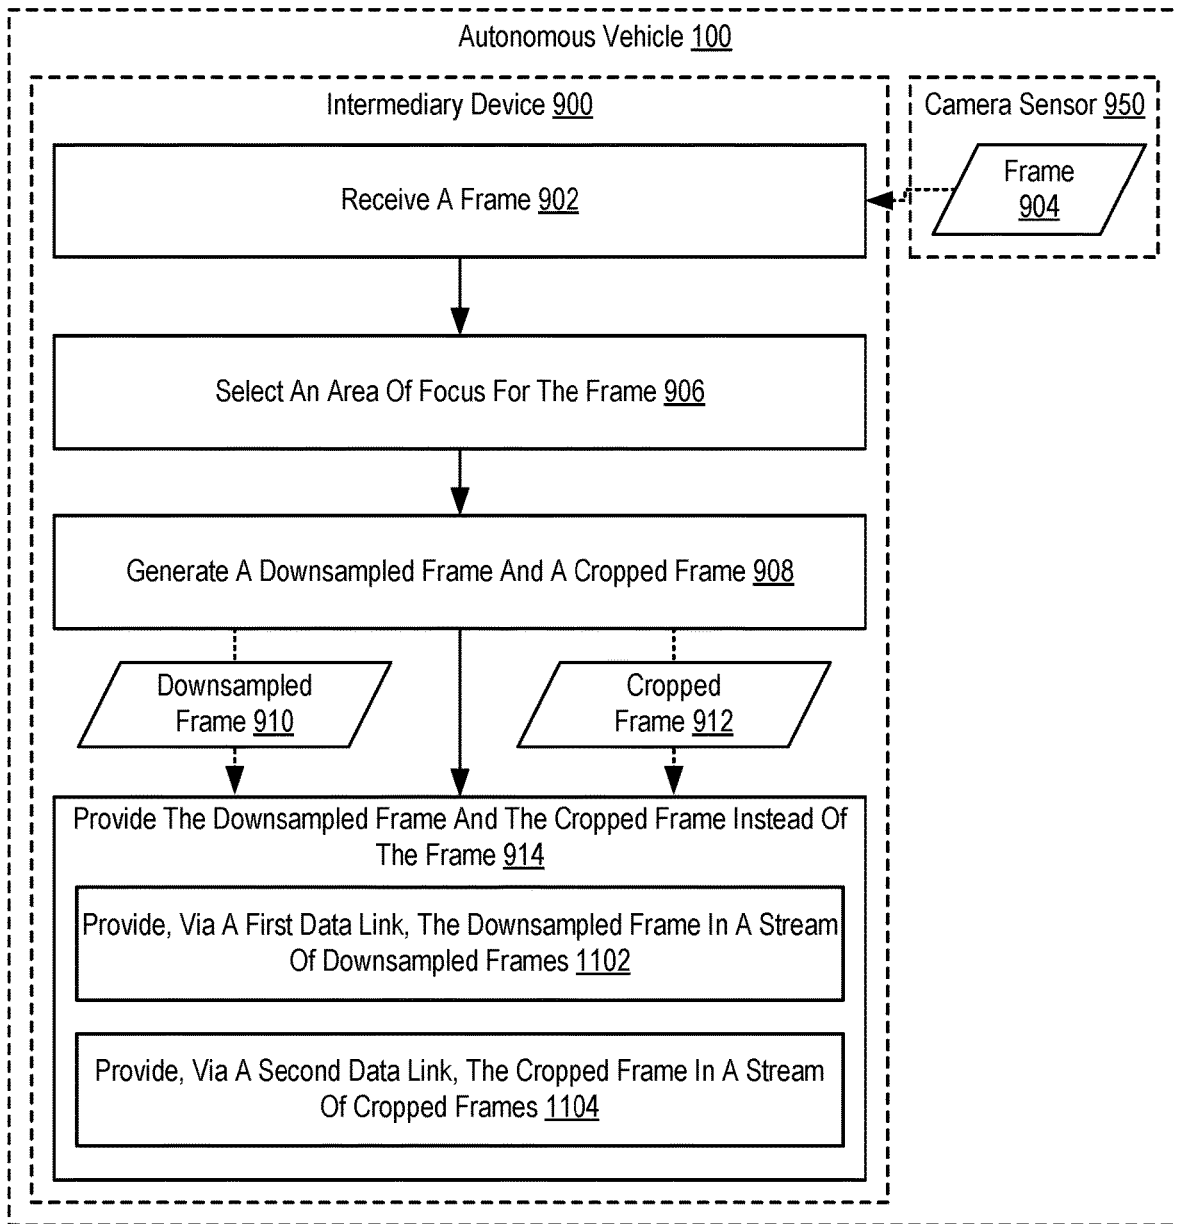 Autonomous Vehicle 100
Intermediary Device 900
Camera Sensor 950
Frame
904
Receive A Frame 902
Select An Area Of Focus For The Frame 906
Generate A Downsampled Frame And A Cropped Frame 908
Downsampled
Frame 910
Cropped
Frame 912
Provide The Downsampled Frame And The Cropped Frame Instead Of
The Frame 914
Provide, Via A First Data Link, The Downsampled Frame In A Stream
Of Downsampled Frames 1102
Provide, Via A Second Data Link, The Cropped Frame In A Stream
Of Cropped Frames 1104